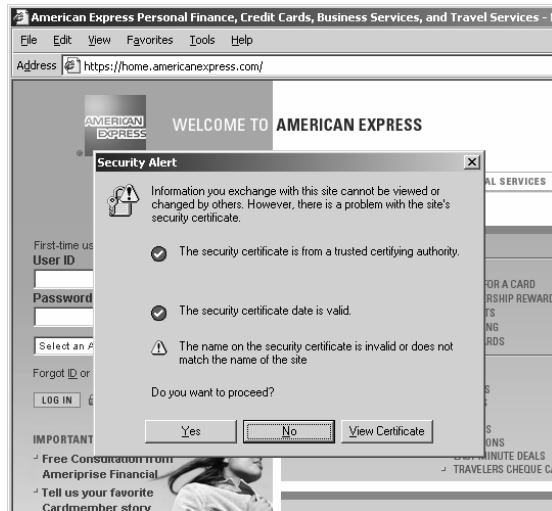 American Express Personal Finance, Credit Cards, Business Services, and Travel Services -
File Edit View Favorites Tools Help
Address https://home.americanexpress.com/
AMERICAN
EXPRESS
WELCOME TO AMERICAN EXPRESS
Security Alert
AL SERVICES
Information you exchange with this site cannot be viewed or
changed by others. However, there is a problem with the site's
security certificate.
First-time us
User ID
The security certificate is from a trusted certifying authority.
FOR A CARD
Password
RSHIP REWARD
TS
The security certificate date is valid.
NG
RDS
Select an A
The name on the security certificate is invalid or does not
match the name of the site
Forgot ID or
Do you want to proceed?
S
LOG IN
Yes No View Certificate
S
IMPORTANT
ONS
Free Consultation from
MINUTE DEALS
Ameriprise Financial
TRAVELERS CHEQUE C
Tell us your favorite
Cardmember story